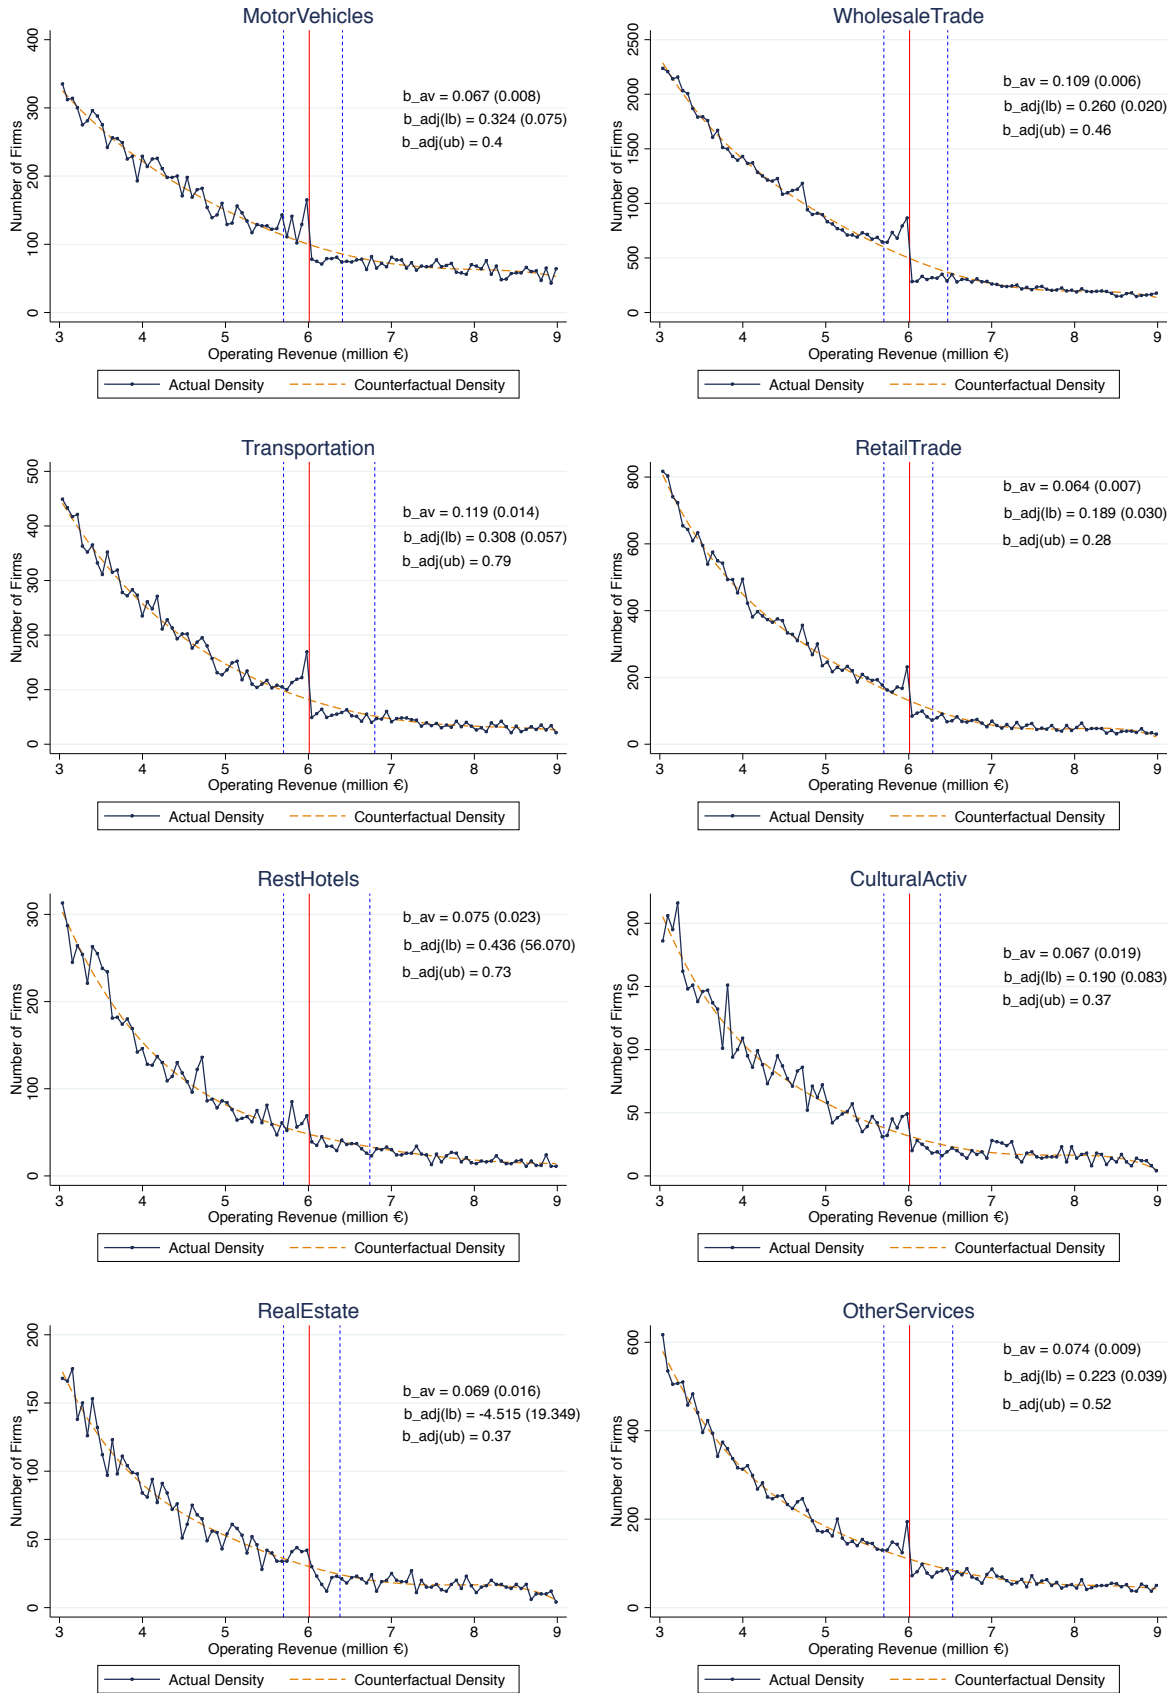 MotorVehicles
Number of Firms
0 100 200 300 400
b_av = 0.067 (0.008)
b_adj(lb) = 0.324 (0.075)
b_adj(ub) = 0.4
3 4 5 6 7 8 9
Operating Revenue (million €)
Actual Density
Counterfactual Density
WholesaleTrade
Number of Firms
0 500 1000 1500 2000 2500
b_av = 0.109 (0.006)
b_adj(lb) = 0.260 (0.020)
b_adj(ub) = 0.46
3 4 5 6 7 8 9
Operating Revenue (million €)
Actual Density
Counterfactual Density
Transportation
Number of Firms
0 100 200 300 400 500
b_av = 0.119 (0.014)
b_adj(lb) = 0.308 (0.057)
b_adj(ub) = 0.79
3 4 5 6 7 8 9
Operating Revenue (million €)
Actual Density
Counterfactual Density
RetailTrade
Number of Firms
0 200 400 600 800
b_av = 0.064 (0.007)
b_adj(lb) = 0.189 (0.030)
b_adj(ub) = 0.28
3 4 5 6 7 8 9
Operating Revenue (million €)
Actual Density
Counterfactual Density
RestHotels
Number of Firms
0 100 200 300
b_av = 0.075 (0.023)
b_adj(lb) = 0.436 (56.070)
b_adj(ub) = 0.73
3 4 5 6 7 8 9
Operating Revenue (million €)
Actual Density
Counterfactual Density
CulturalActiv
Number of Firms
0 50 100 150 200
b_av = 0.067 (0.019)
b_adj(lb) = 0.190 (0.083)
b_adj(ub) = 0.37
3 4 5 6 7 8 9
Operating Revenue (million €)
Actual Density
Counterfactual Density
RealEstate
Number of Firms
0 50 100 150 200
b_av = 0.069 (0.016)
b_adj(lb) = -4.515 (19.349)
b_adj(ub) = 0.37
3 4 5 6 7 8 9
Operating Revenue (million €)
Actual Density
Counterfactual Density
OtherServices
Number of Firms
0 200 400 600
b_av = 0.074 (0.009)
b_adj(lb) = 0.223 (0.039)
b_adj(ub) = 0.52
3 4 5 6 7 8 9
Operating Revenue (million €)
Actual Density
Counterfactual Density